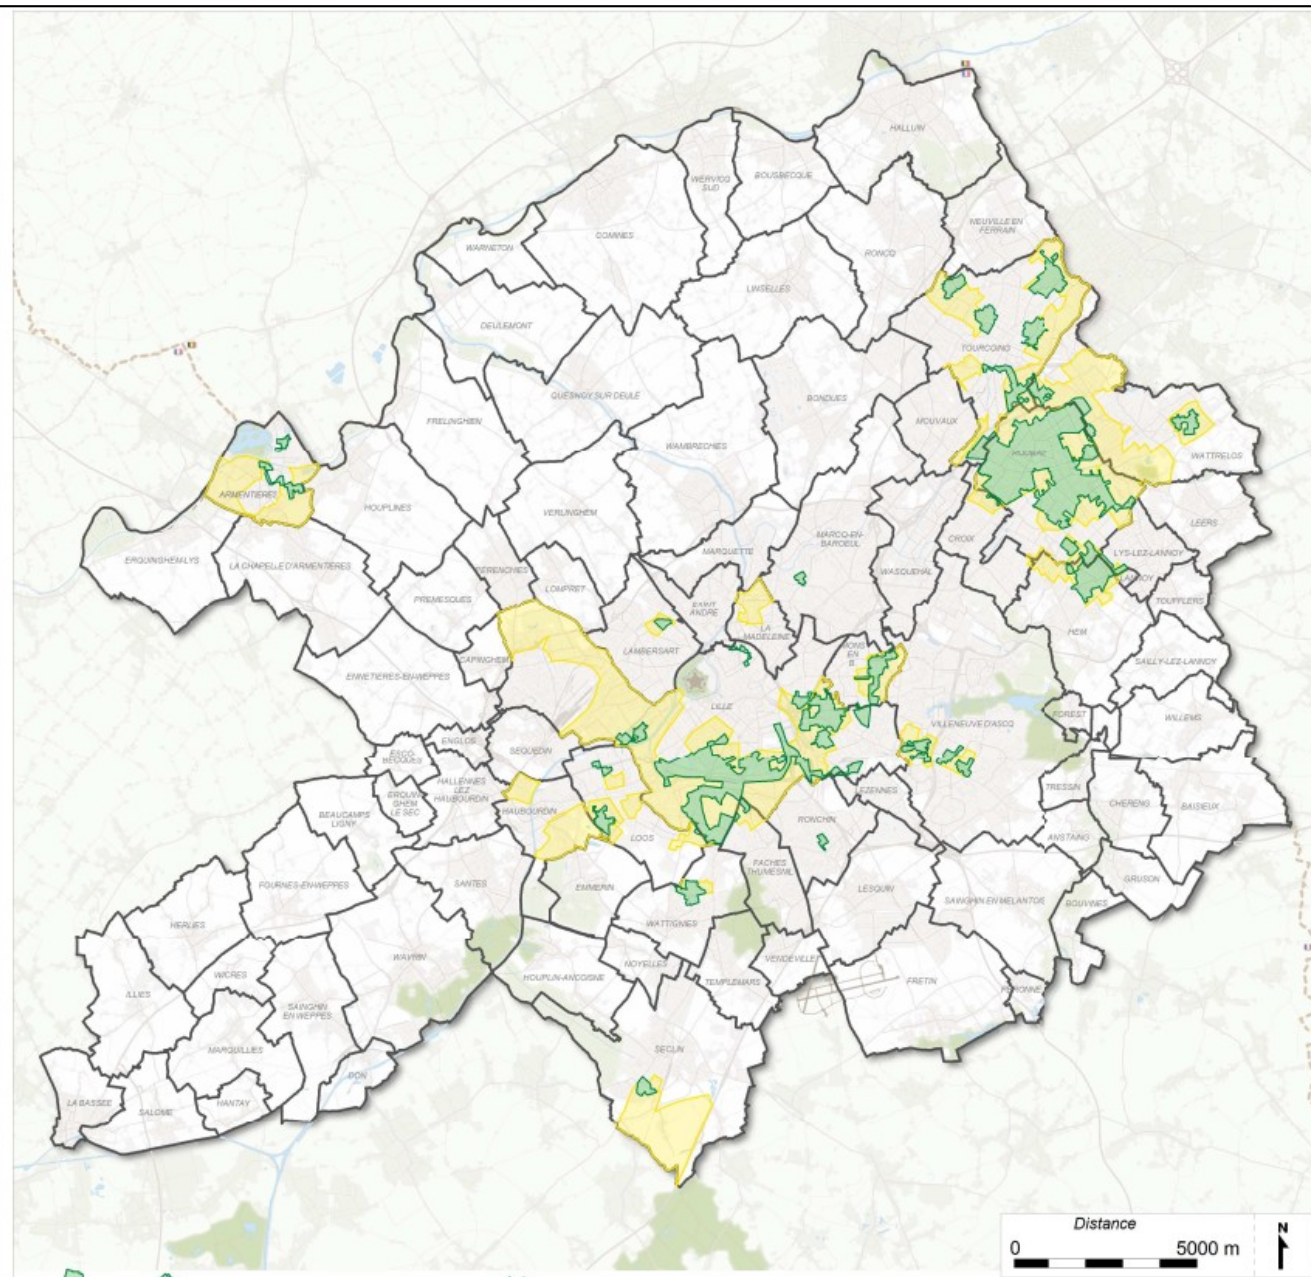 HALLUIN
WERVICQ
SUD
BOUSBECQUE
NEUVILLE EN
FERRAIN
COMINES
WARNETON
RONCQ
LINSELLES
DEULEMONT
TOURCOING
QUESNOY SUR DEULE
BONDUES
MOUVAUX
FRELINGHIEN
WAMBRECHIES
ROUBAIX
WATTRELOS
ARMENTIERES
HOUPLINES
VERLINGHEM
MARCQ-EN-
BAROEUL
CROIX
LEERS
ERQUINGHEM-LYS
LA CHAPELLE D'ARMENTIERES
MARQUETTE
LYS-LEZ-LANNOY
PERENCHIES
WASQUEHAL
LANNOY
PREMESQUES
LOMPRET
SAINT
ANDRE
TOUFFLERS
LA
MADELEINE
HEM
LAMBERSART
MONS
EN
B.
CAPINGHEM
SAILLY-LEZ-LANNOY
ENNETIERES-EN-WEPPES
LILLE
VILLENEUVE D'ASCQ
FOREST
WILLEMS
ENGLOS
SEQUEDIN
ESCO-
BECQUES
HALLENNES
LEZ
HAUBOURDIN
ERQUIN
GHEM
LE SEC
TRESSIN
BEAUCAMPS
LIGNY
HAUBOURDIN
LEZENNES
CHERENG
BAISIEUX
LOOS
RONCHIN
ANSTAING
FACHES
THUMESNIL
GRUSON
FOURNES-EN-WEPPES
SANTES
EMMERIN
LESQUIN
SAINGHIN EN MELANTOIS
BOUVINES
HERLIES
WATTIGNIES
WAVRIN
NOYELLES
VENDEVILLE
WICRES
HOUPLIN-ANCOISNE
TEMPLEMARS
FRETIN
PERONNE
ILLIES
SAINGHIN
EN WEPPES
MARQUILLIES
SECLIN
DON
LA BASSEE
SALOME
HANTAY
Distance
0 5000 m
N